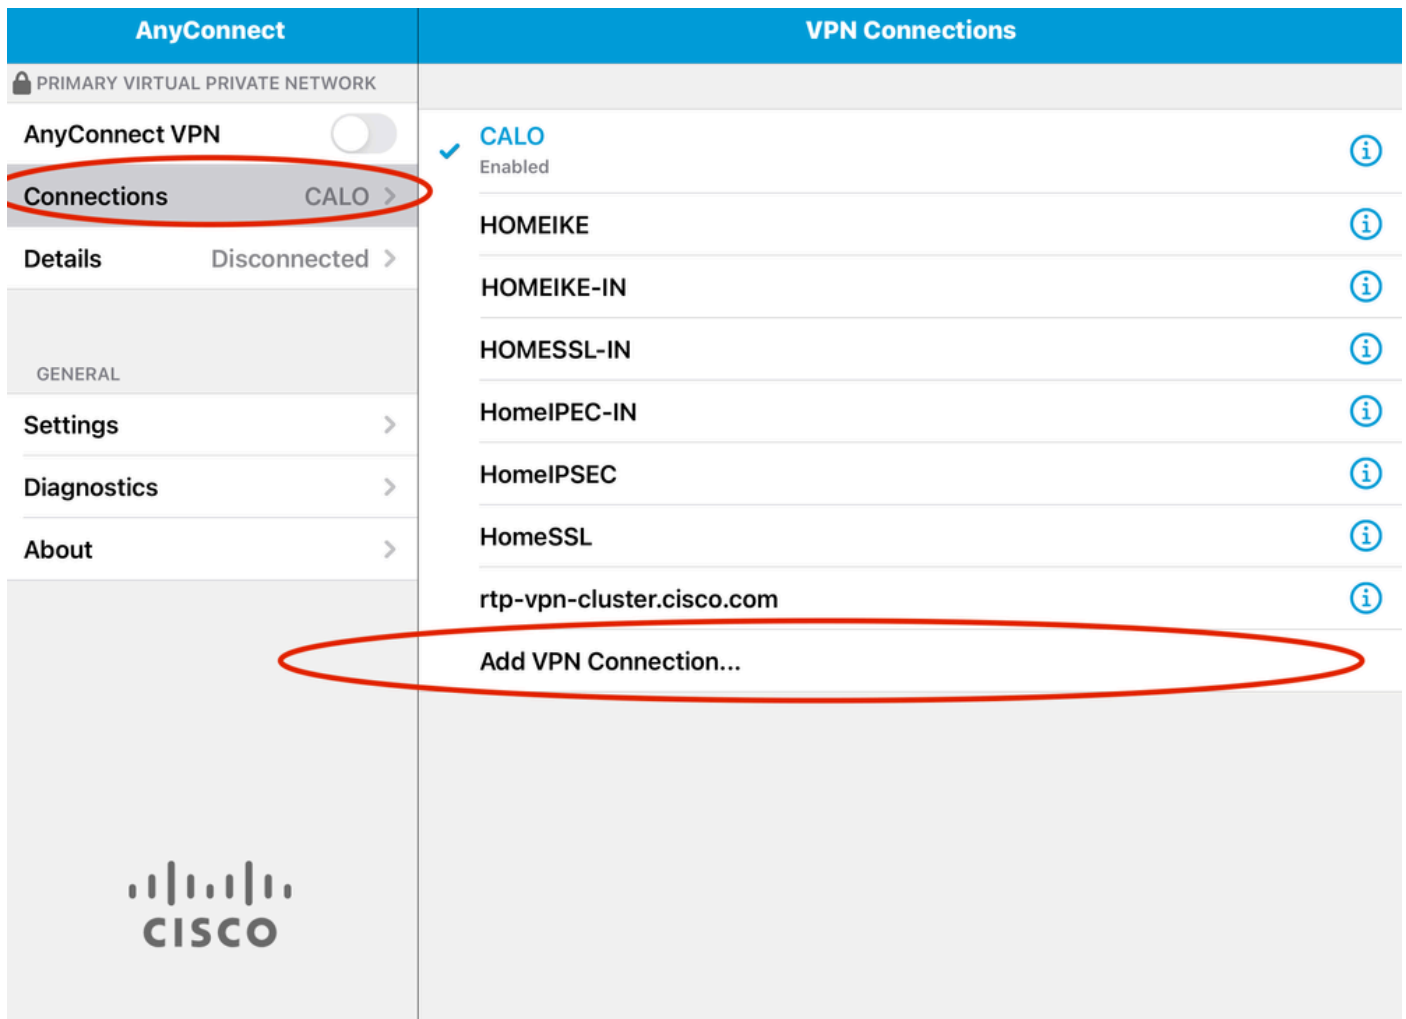 AnyConnect
PRIMARY VIRTUAL PRIVATE NETWORK
AnyConnect VPN
Connections CALO
Details Disconnected
GENERAL
Settings
Diagnostics
About
CISCO
VPN Connections
CALO
Enabled
HOMEIKE
HOMEIKE-IN
HOMESSL-IN
HomeIPEC-IN
HomeIPSEC
HomeSSL
rtp-vpn-cluster.cisco.com
Add VPN Connection...